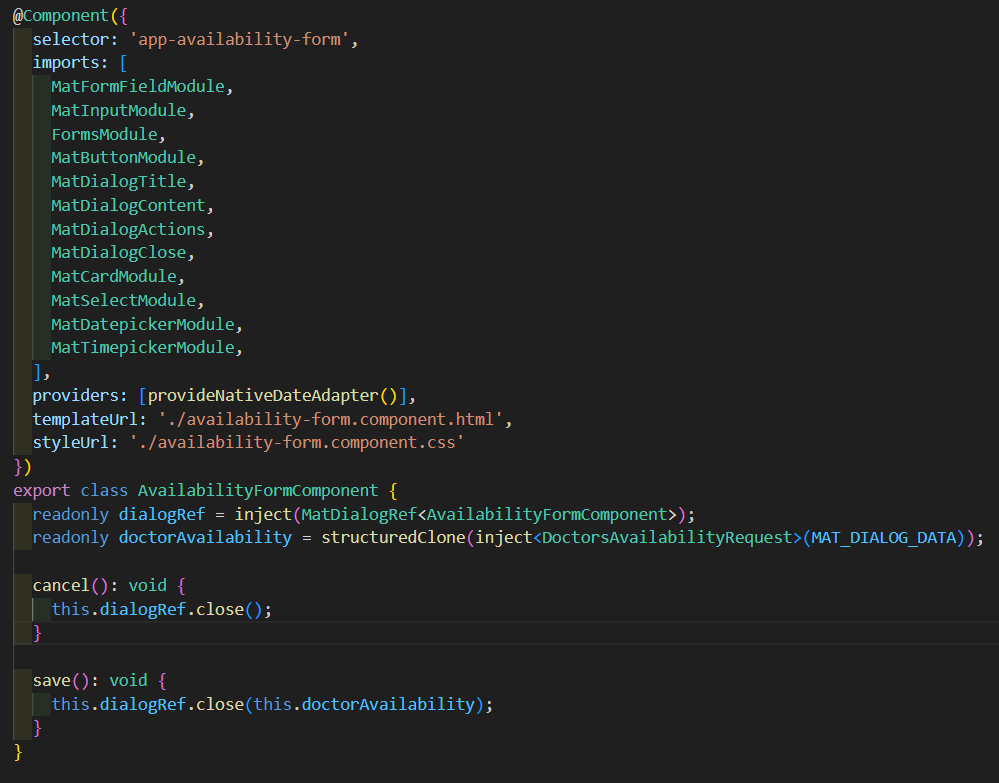 @Component({
selector: 'app-availability-form',
imports: [
MatFormFieldModule,
MatInputModule,
FormsModule,
MatButtonModule,
MatDialogTitle,
MatDialogContent,
MatDialogActions,
MatDialogClose,
MatCardModule,
MatSelectModule,
MatDatepickerModule,
MatTimepickerModule,
],
providers: [provideNativeDateAdapter()],
templateUrl: './availability-form.component.html',
styleUrl: './availability-form.component.css'
})
export class AvailabilityFormComponent {
readonly dialogRef = inject(MatDialogRef<AvailabilityFormComponent>);
readonly doctorAvailability = structuredClone(inject<DoctorsAvailabilityRequest>(MAT_DIALOG_DATA));
cancel(): void {
this.dialogRef.close();
}
save(): void {
this.dialogRef.close(this.doctorAvailability);
}
}